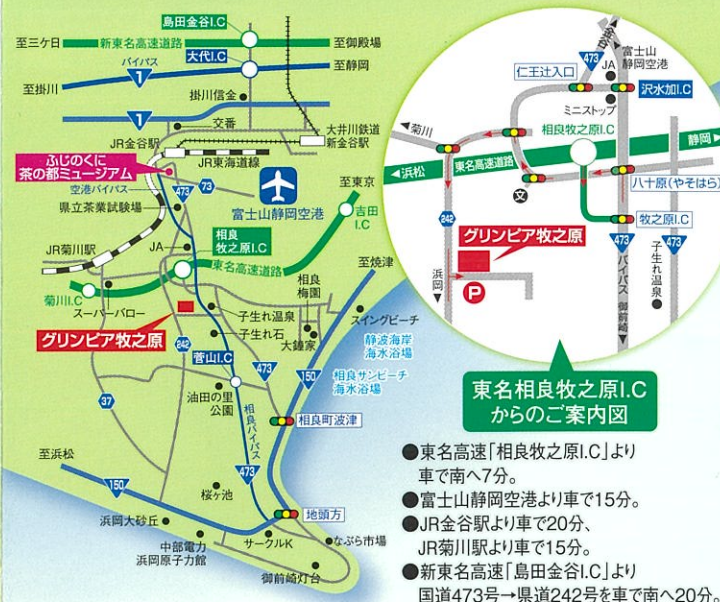 島田金谷I.C
至三ケ日
新東名高速道路
至御殿場
大代I.C
バイパス
1
至静岡
至掛川
掛川信金
1
交番
大井川鉄道
新金谷駅
JR金谷駅
JR東海道線
ふじのくに
茶の都ミュージアム
空港バイパス
473
73
県立茶業試験場
富士山静岡空港
至東京
吉田
I.C
JR菊川駅
JA
相良
牧之原I.C
東名高速道路
至焼津
菊川I.C
スーパーバロー
相良
梅園
グリンピア牧之原
子生れ温泉
子生れ石
大鐘家
スイングビーチ
静波海岸
海水浴場
242
菅山I.C
473
150
相良サンビーチ
海水浴場
37
油田の里
公園
相良バイパス
相良町波津
至浜松
150
473
桜ヶ池
地頭方
浜岡大砂丘
中部電力
浜岡原子力館
サークルK
なぶら市場
御前崎灯台
金谷
473
富士山
静岡空港
JA
仁王辻入口
沢水加I.C
ミニストップ
菊川
相良牧之原I.C
静岡
浜松
東名高速道路
文
八十原(やそはら)
242
牧之原I.C
グリンピア牧之原
473
バイパス
473
子生れ温泉
浜岡
P
御前崎
東名相良牧之原I.C
からのご案内図
●東名高速「相良牧之原I.C」より
車で南へ7分。
●富士山静岡空港より車で15分。
●JR金谷駅より車で20分、
JR菊川駅より車で15分。
●新東名高速「島田金谷I.C」より
国道473号→県道242号を車で南へ20分。